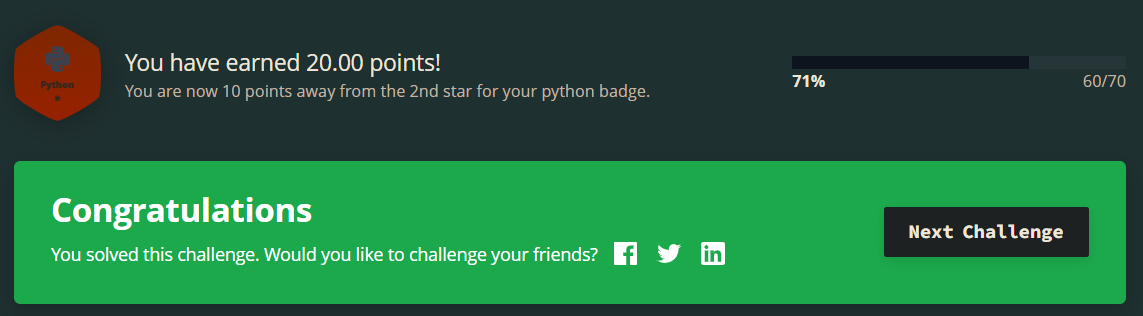 Python
You have earned 20.00 points!
You are now 10 points away from the 2nd star for your python badge.
71%
60/70
Congratulations
You solved this challenge. Would you like to challenge your friends?
Next Challenge